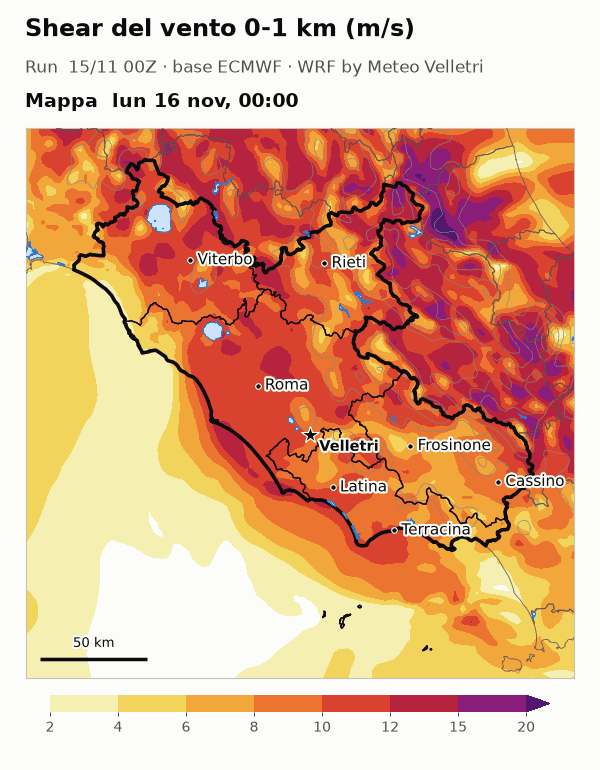 Shear del vento 0-1 km (m/s)
Run 15/11 00Z · base ECMWF · WRF by Meteo Velletri
Mappa lun 16 nov, 00:00
Viterbo
Rieti
Roma
Velletri
Frosinone
Latina
Cassino
Terracina
50 km
2 4 6 8 10 12 15 20